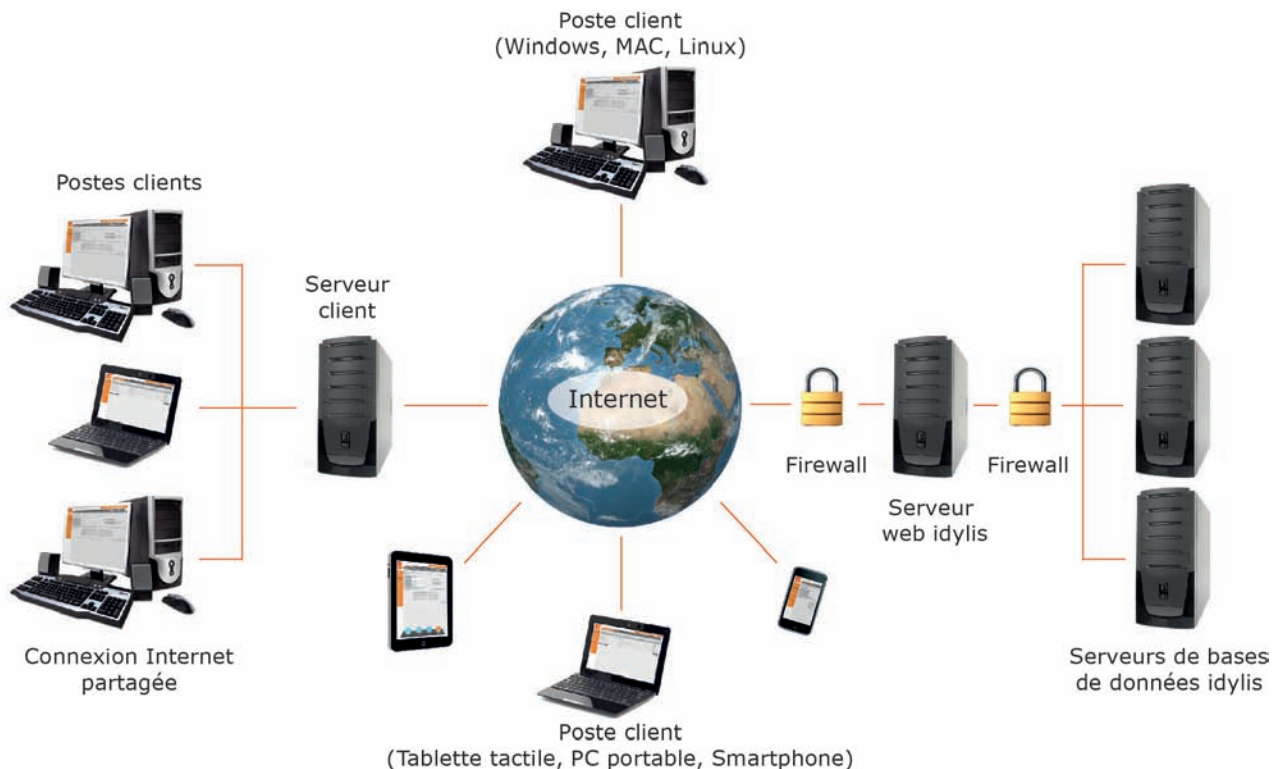 Poste client
(Windows, MAC, Linux)
Postes clients
Serveur
client
Internet
Firewall
Serveur
web idylis
Firewall
Connexion Internet
partagée
Serveurs de bases
de données idylis
Poste client
(Tablette tactile, PC portable, Smartphone)